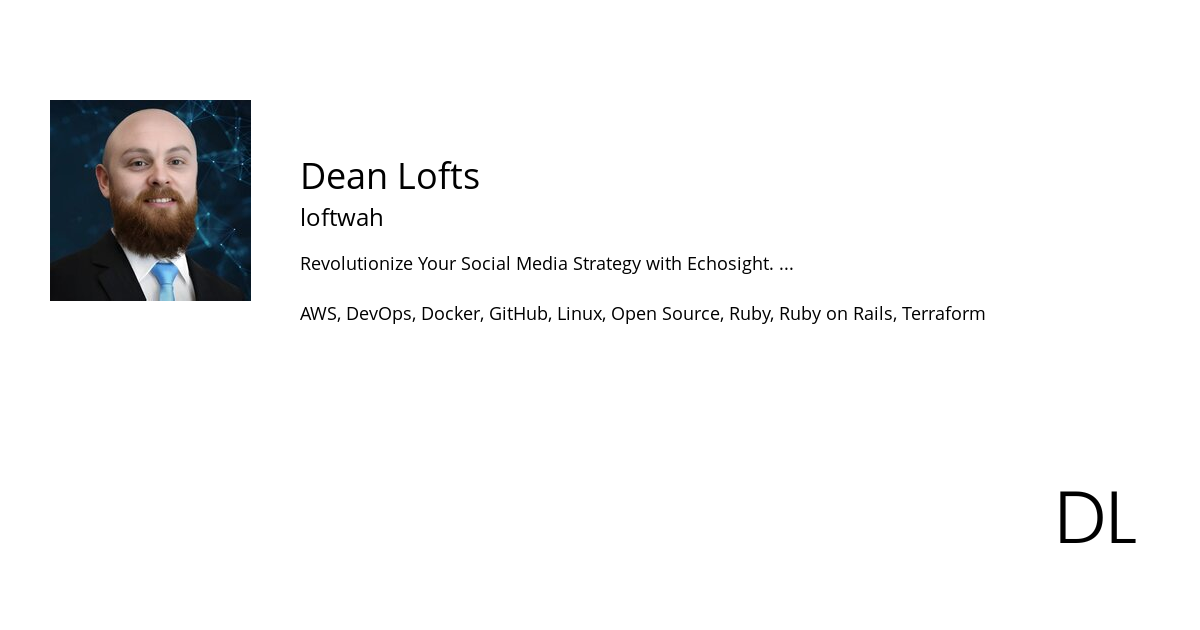 Dean Lofts
loftwah
Revolutionize Your Social Media Strategy with Echosight. ...
AWS, DevOps, Docker, GitHub, Linux, Open Source, Ruby, Ruby on Rails, Terraform
DL